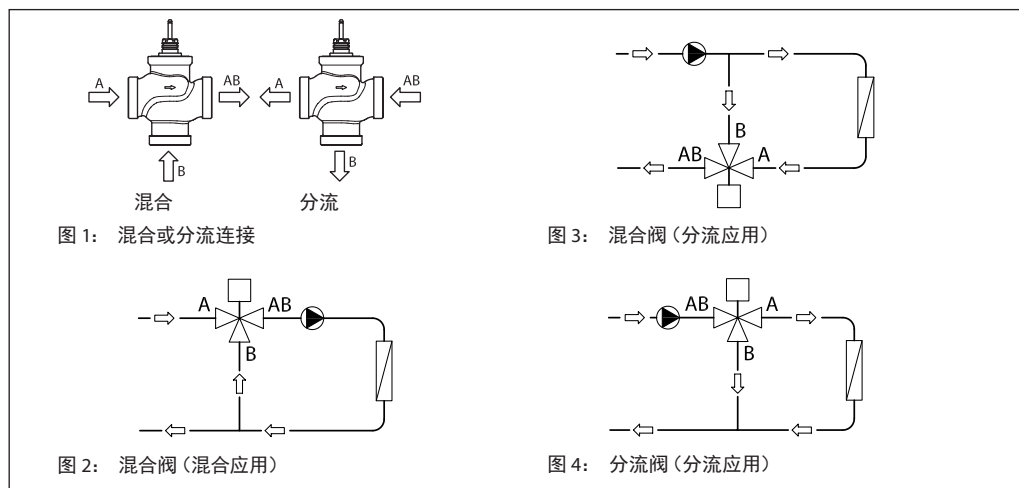 A
AB
B
混合
A
AB
B
分流
图 1： 混合或分流连接
A
AB
B
图 2： 混合阀（混合应用）
B
AB
A
图 3： 混合阀（分流应用）
AB
A
B
图 4： 分流阀（分流应用）